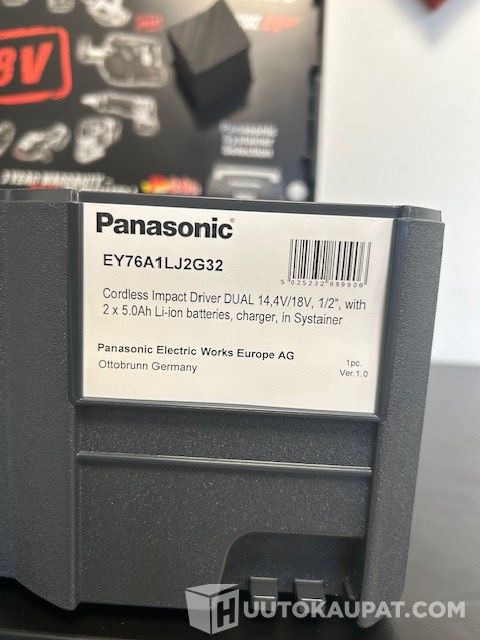 8V
Panasonic
Systainer
Panasonic
EY76A1LJ2G32
5 025232 899906
Cordless Impact Driver DUAL 14,4V/18V, 1/2", with
2 x 5.0Ah Li-ion batteries, charger, in Systainer
Panasonic Electric Works Europe AG
Ottobrunn Germany
1pc.
Ver.1.0
HUUTOKAUPAT.COM